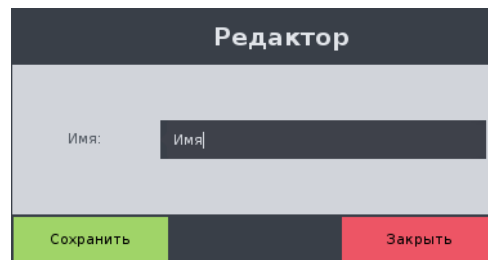 Редактор
Имя: Имя
Сохранить Закрыть